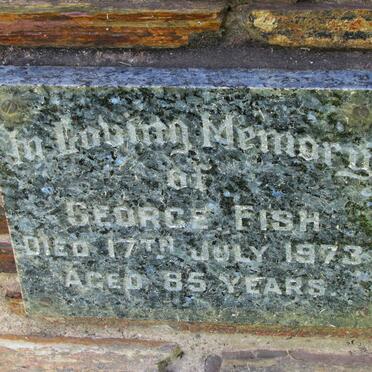 In Loving Memory
of
GEORGE FISH
DIED 17TH JULY 1973
AGED 85 YEARS